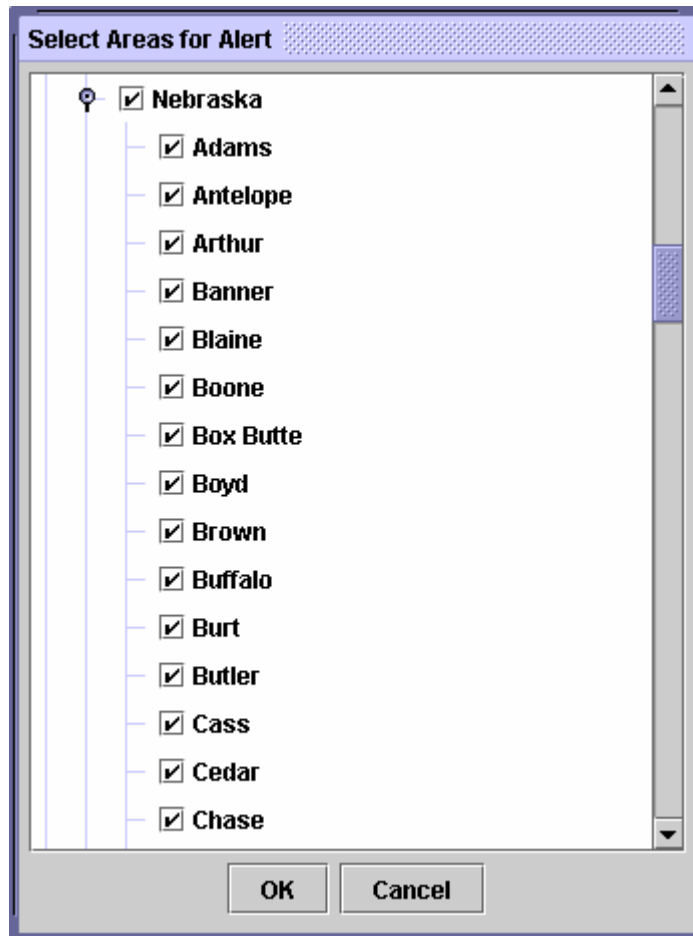 Select Areas for Alert
Nebraska
Adams
Antelope
Arthur
Banner
Blaine
Boone
Box Butte
Boyd
Brown
Buffalo
Burt
Butler
Cass
Cedar
Chase
OK Cancel